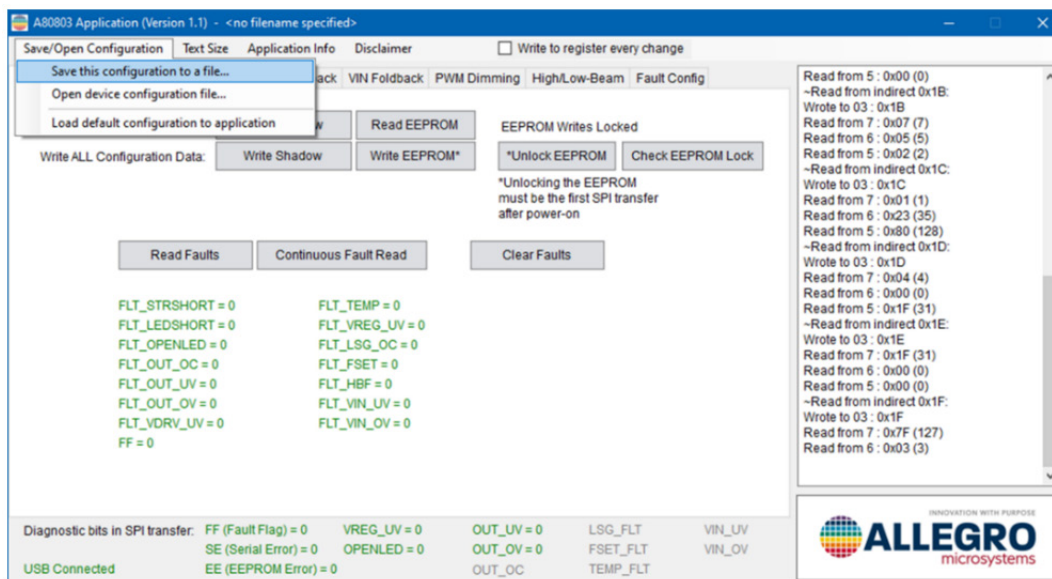 A80803 Application (Version 1.1) - <no filename specified>
Save/Open Configuration Text Size Application Info Disclaimer Write to register every change
Save this configuration to a file...
Open device configuration file...
Load default configuration to application
VIN Foldback PWM Dimming High/Low-Beam Fault Config
Read EEPROM EEPROM Writes Locked
Write ALL Configuration Data: Write Shadow Write EEPROM* *Unlock EEPROM Check EEPROM Lock
*Unlocking the EEPROM
must be the first SPI transfer
after power-on
Read Faults Continuous Fault Read Clear Faults
FLT_STRSHORT = 0 FLT_TEMP = 0
FLT_LEDSHORT = 0 FLT_VREG_UV = 0
FLT_OPENLED = 0 FLT_LSG_OC = 0
FLT_OUT_OC = 0 FLT_FSET = 0
FLT_OUT_UV = 0 FLT_HBF = 0
FLT_OUT_OV = 0 FLT_VIN_UV = 0
FLT_VDRV_UV = 0 FLT_VIN_OV = 0
FF = 0
Read from 5 : 0x00 (0)
~Read from indirect 0x1B:
Wrote to 03 : 0x1B
Read from 7 : 0x07 (7)
Read from 6 : 0x05 (5)
Read from 5 : 0x02 (2)
~Read from indirect 0x1C:
Wrote to 03 : 0x1C
Read from 7 : 0x01 (1)
Read from 6 : 0x23 (35)
Read from 5 : 0x80 (128)
~Read from indirect 0x1D:
Wrote to 03 : 0x1D
Read from 7 : 0x04 (4)
Read from 6 : 0x00 (0)
Read from 5 : 0x1F (31)
~Read from indirect 0x1E:
Wrote to 03 : 0x1E
Read from 7 : 0x1F (31)
Read from 6 : 0x00 (0)
Read from 5 : 0x00 (0)
~Read from indirect 0x1F:
Wrote to 03 : 0x1F
Read from 7 : 0x7F (127)
Read from 6 : 0x03 (3)
Diagnostic bits in SPI transfer: FF (Fault Flag) = 0 VREG_UV = 0 OUT_UV = 0 LSG_FLT VIN_UV
SE (Serial Error) = 0 OPENLED = 0 OUT_OV = 0 FSET_FLT VIN_OV
USB Connected EE (EEPROM Error) = 0 OUT_OC TEMP_FLT
INNOVATION WITH PURPOSE
ALLEGRO
microsystems